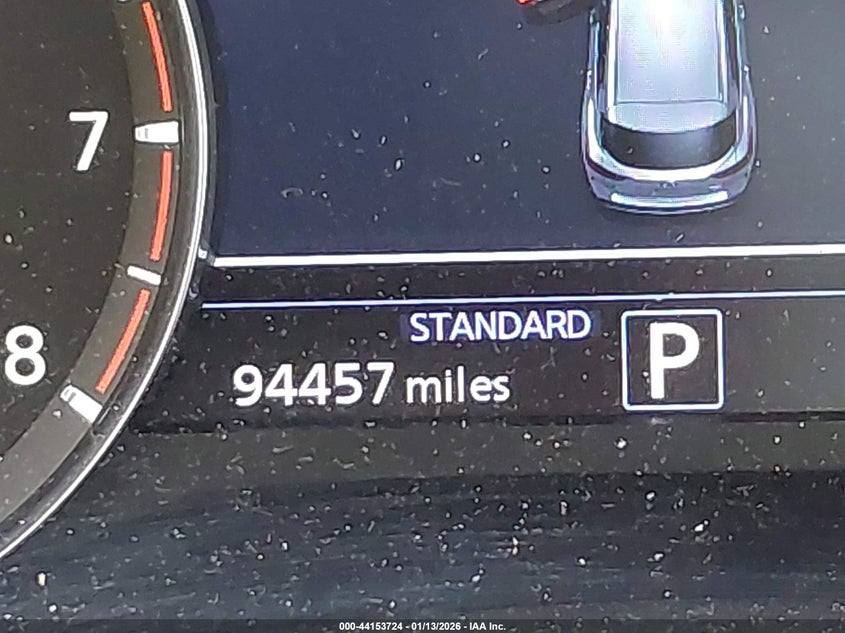 7
8
STANDARD
P
94457 miles
000-44153724 - 01/13/2026 - IAA Inc.